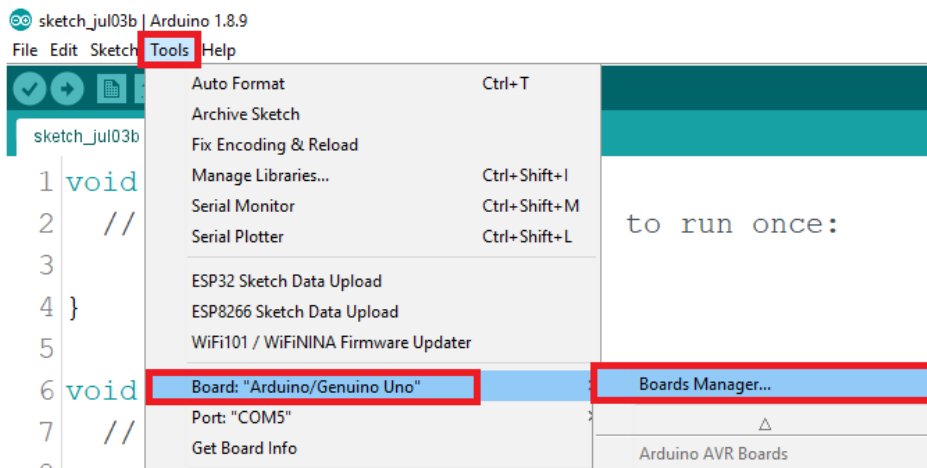 sketch_jul03b | Arduino 1.8.9
File Edit Sketch Tools Help
Auto Format Ctrl+T
Archive Sketch
sketch_jul03b
Fix Encoding & Reload
1 void
Manage Libraries... Ctrl+Shift+I
2 //
Serial Monitor Ctrl+Shift+M
to run once:
Serial Plotter Ctrl+Shift+L
3
ESP32 Sketch Data Upload
4 }
ESP8266 Sketch Data Upload
5
WiFi101 / WiFiNINA Firmware Updater
6 void
Board: "Arduino/Genuino Uno"
Boards Manager...
7 //
Port: "COM5"
Get Board Info
Arduino AVR Boards